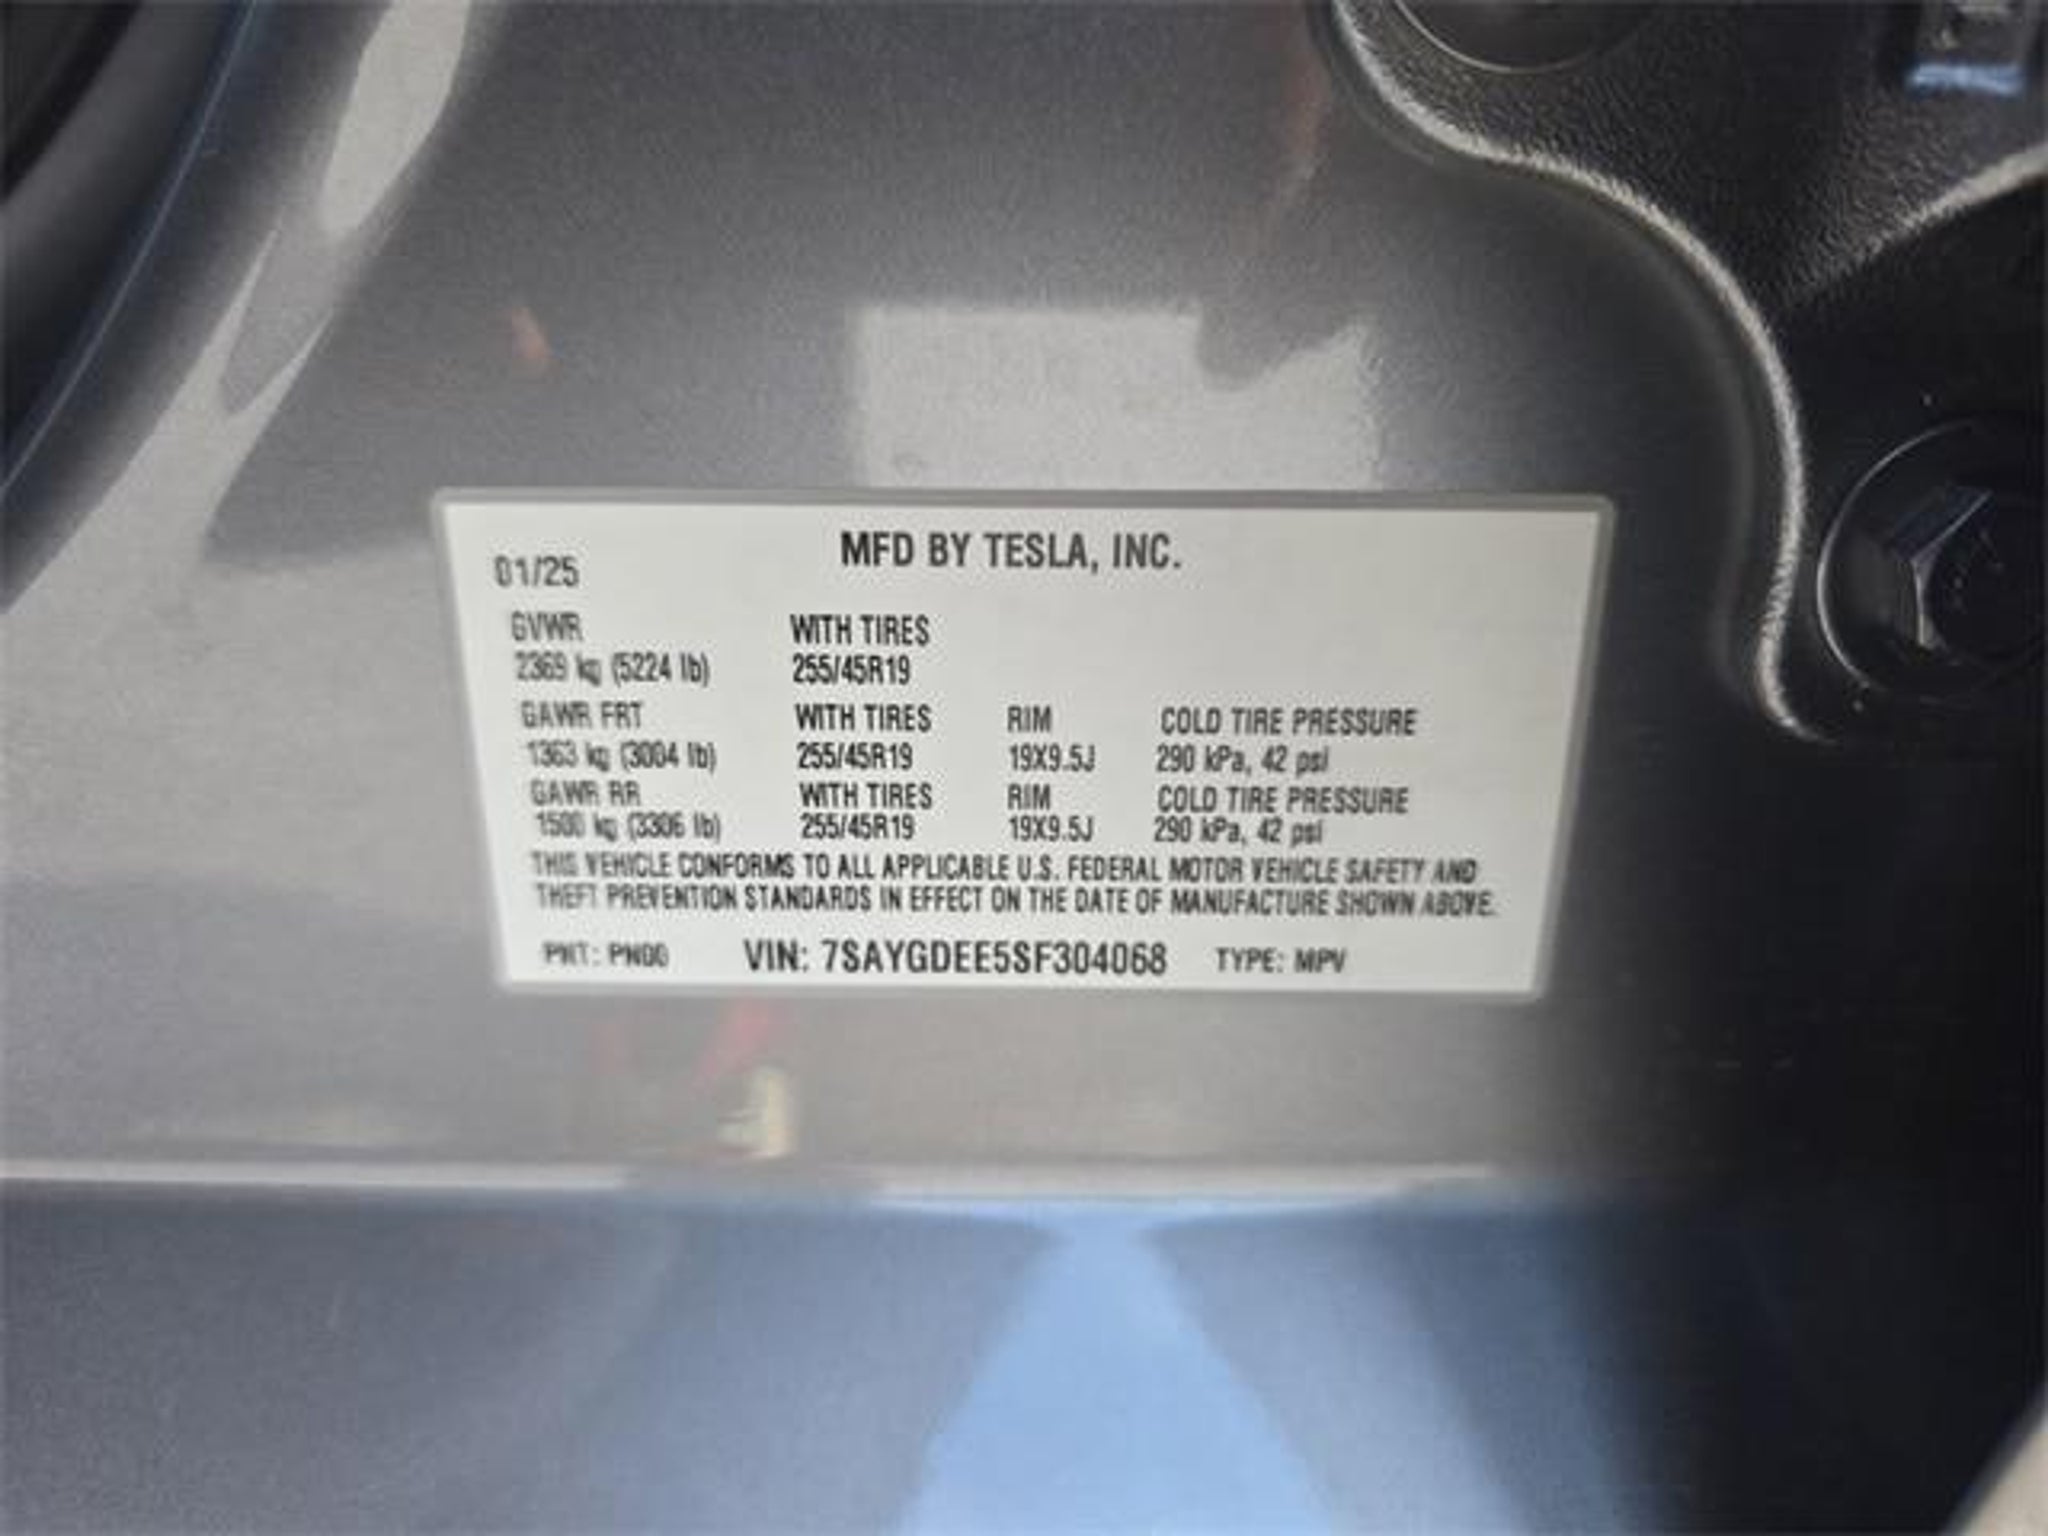 MFD BY TESLA, INC.
01/25
GVWR WITH TIRES
2369 kg (5224 lb) 255/45R19
GAWR FRT WITH TIRES RIM COLD TIRE PRESSURE
1363 kg (3004 lb) 255/45R19 19X9.5J 290 kPa, 42 psi
GAWR RR WITH TIRES RIM COLD TIRE PRESSURE
1500 kg (3306 lb) 255/45R19 19X9.5J 290 kPa, 42 psi
THIS VEHICLE CONFORMS TO ALL APPLICABLE U.S. FEDERAL MOTOR VEHICLE SAFETY AND
THEFT PREVENTION STANDARDS IN EFFECT ON THE DATE OF MANUFACTURE SHOWN ABOVE.
PNT: PN00 VIN: 7SAYGDEE5SF304068 TYPE: MPV